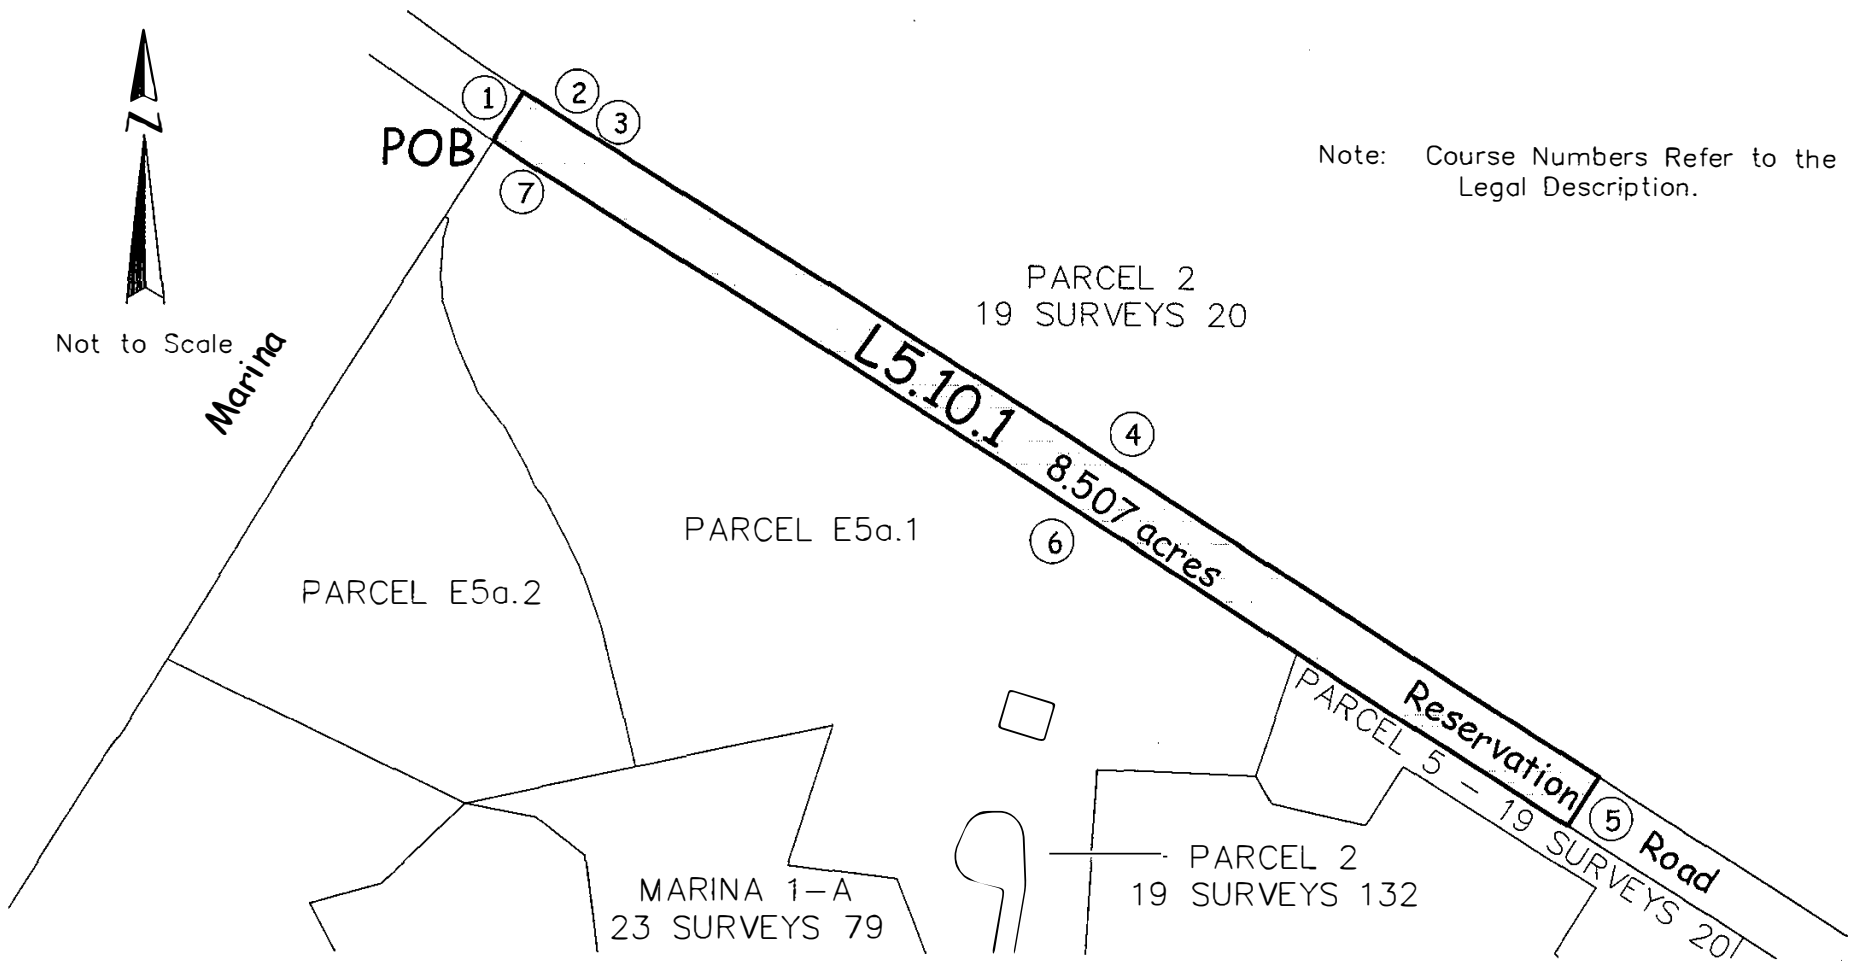 1
2
3
N
POB
Note: Course Numbers Refer to the
Legal Description.
7
PARCEL 2
19 SURVEYS 20
Not to Scale
Marina
L5.10.1
8.507 acres
4
6
PARCEL E5a.1
PARCEL E5a.2
Reservation Road
PARCEL 5 - 19 SURVEYS 20
5
PARCEL 2
19 SURVEYS 132
MARINA 1-A
23 SURVEYS 79